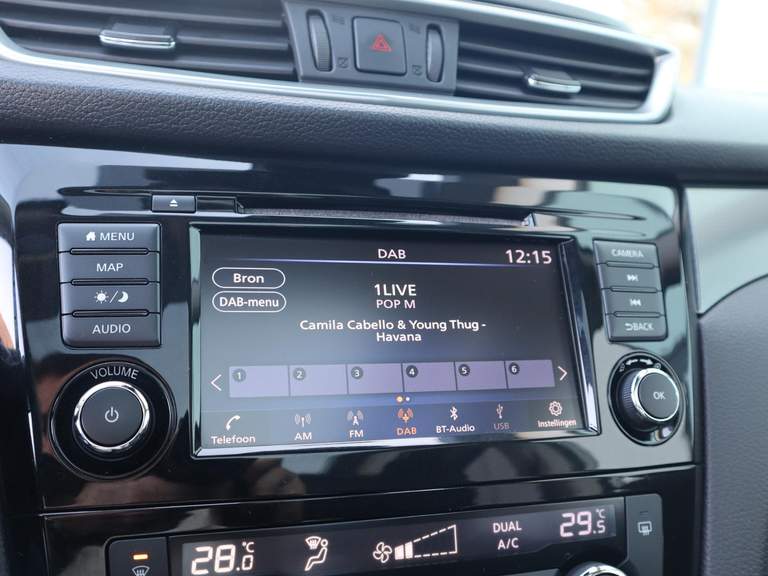 MENU
MAP
AUDIO
VOLUME
DAB
12:15
Bron
DAB-menu
1LIVE
POP M
Camila Cabello & Young Thug -
Havana
1 2 3 4 5 6
Telefoon
AM
FM
DAB
BT-Audio
USB
Instellingen
CAMERA
BACK
OK
28.0 °C
DUAL
A/C
29.5 °C